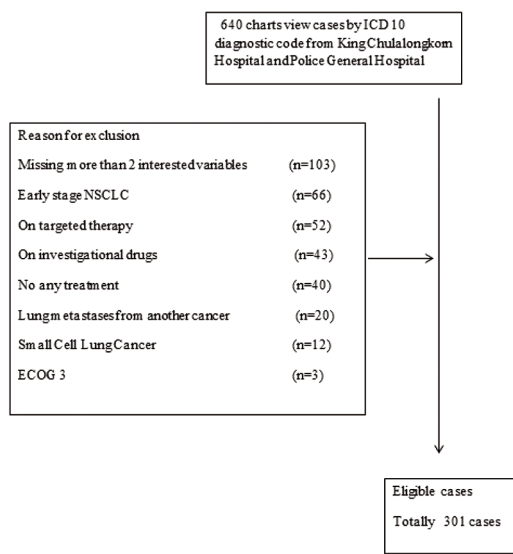 640 charts view cases by ICD 10
diagnostic code from King Chulalongkorn
Hospital and Police General Hospital
Reason for exclusion
Missing more than 2 interested variables (n=103)
Early stage NSCLC (n=66)
On targeted therapy (n=52)
On investigational drugs (n=43)
No any treatment (n=40)
Lung metastases from another cancer (n=20)
Small Cell Lung Cancer (n=12)
ECOG 3 (n=3)
Eligible cases
Totally 301 cases